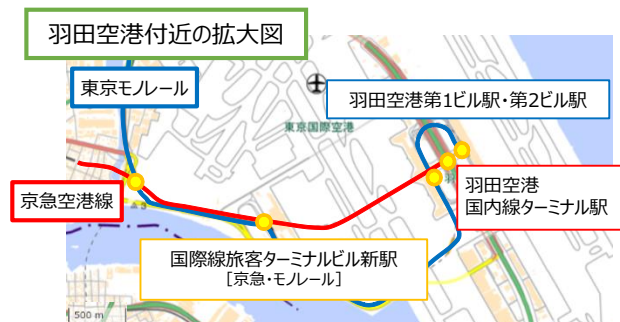 羽田空港付近の拡大図
東京モノレール
羽田空港第1ビル駅・第2ビル駅
東京国際空港
京急空港線
羽田空港
国内線ターミナル駅
国際線旅客ターミナルビル新駅
[京急・モノレール]
500 m